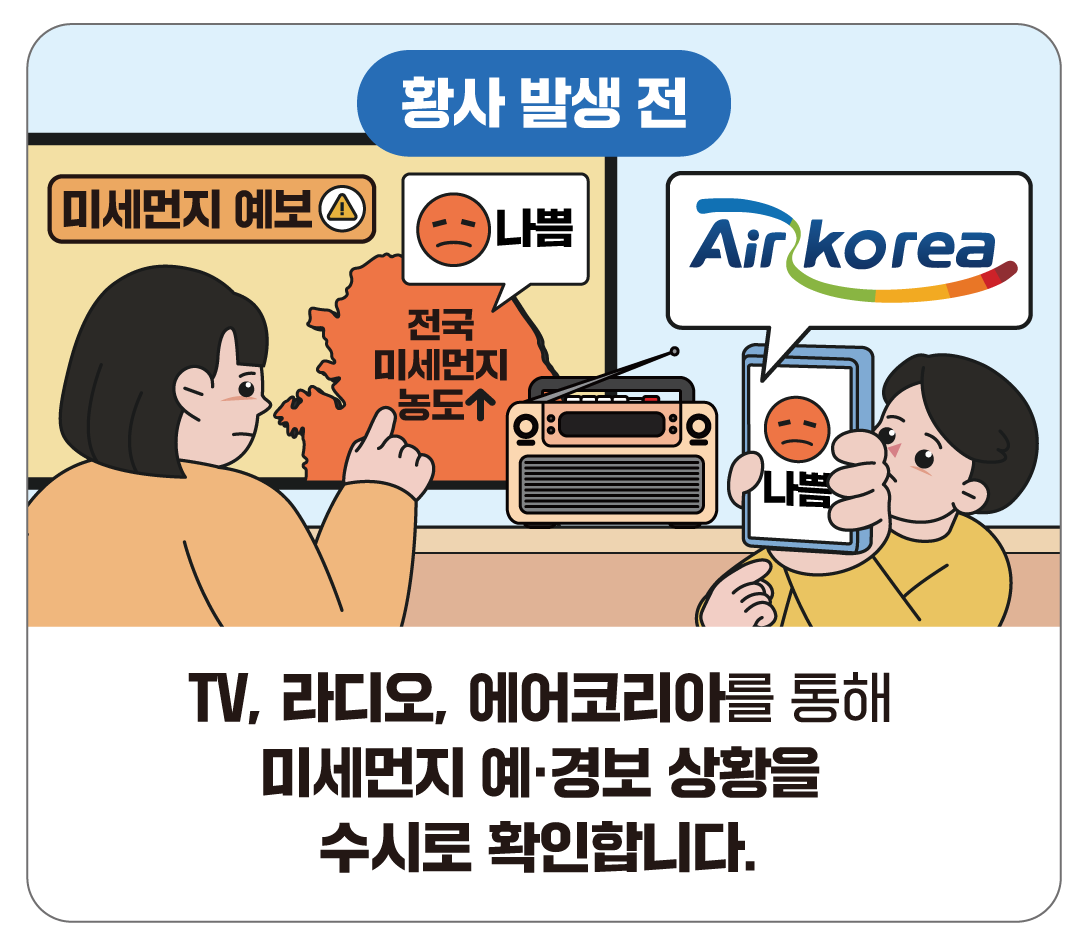 황사 발생 전
미세먼지 예보
나쁨
전국
미세먼지
농도↑
Airkorea
나쁨
TV, 라디오, 에어코리아를 통해
미세먼지 예·경보 상황을
수시로 확인합니다.